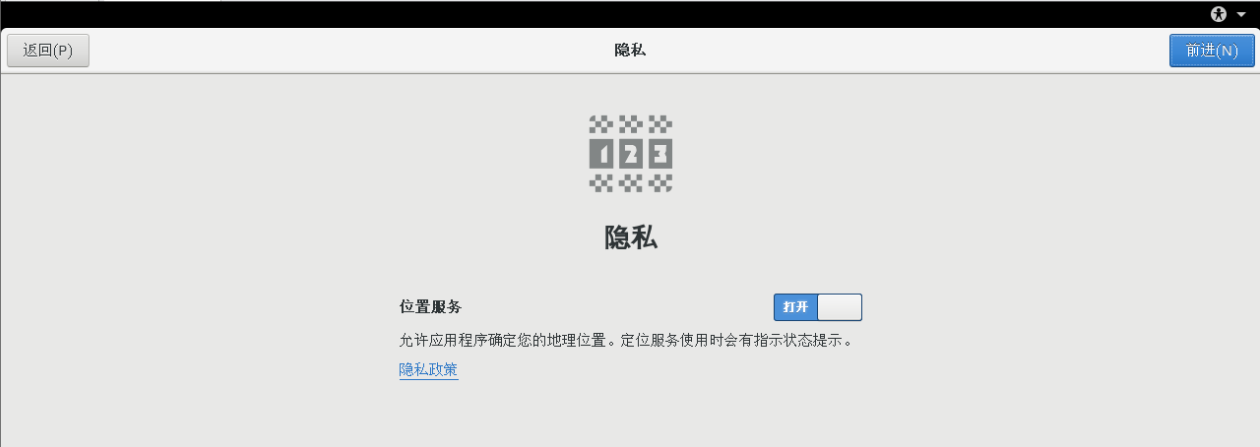 返回(P)
隐私
前进(N)
1 2 3
隐私
位置服务
打开
允许应用程序确定您的地理位置。定位服务使用时会有指示状态提示。
隐私政策